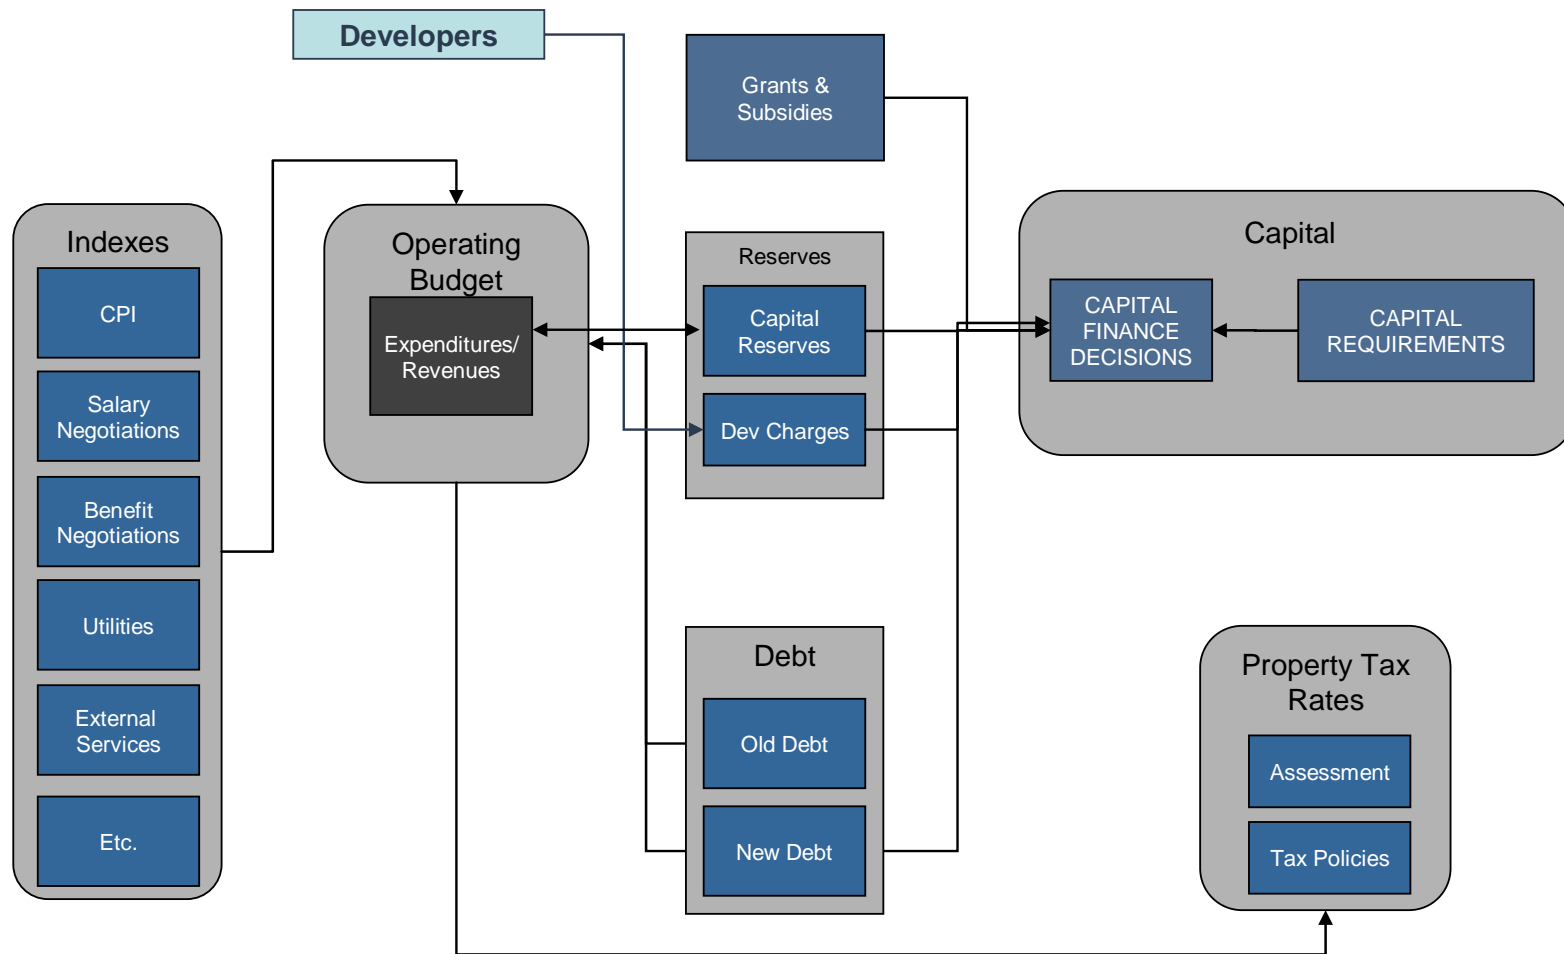 Developers
Grants &
Subsidies
Indexes
CPI
Salary
Negotiations
Benefit
Negotiations
Utilities
External
Services
Etc.
Operating
Budget
Expenditures/
Revenues
Reserves
Capital
Reserves
Dev Charges
Debt
Old Debt
New Debt
Capital
CAPITAL
FINANCE
DECISIONS
CAPITAL
REQUIREMENTS
Property Tax
Rates
Assessment
Tax Policies